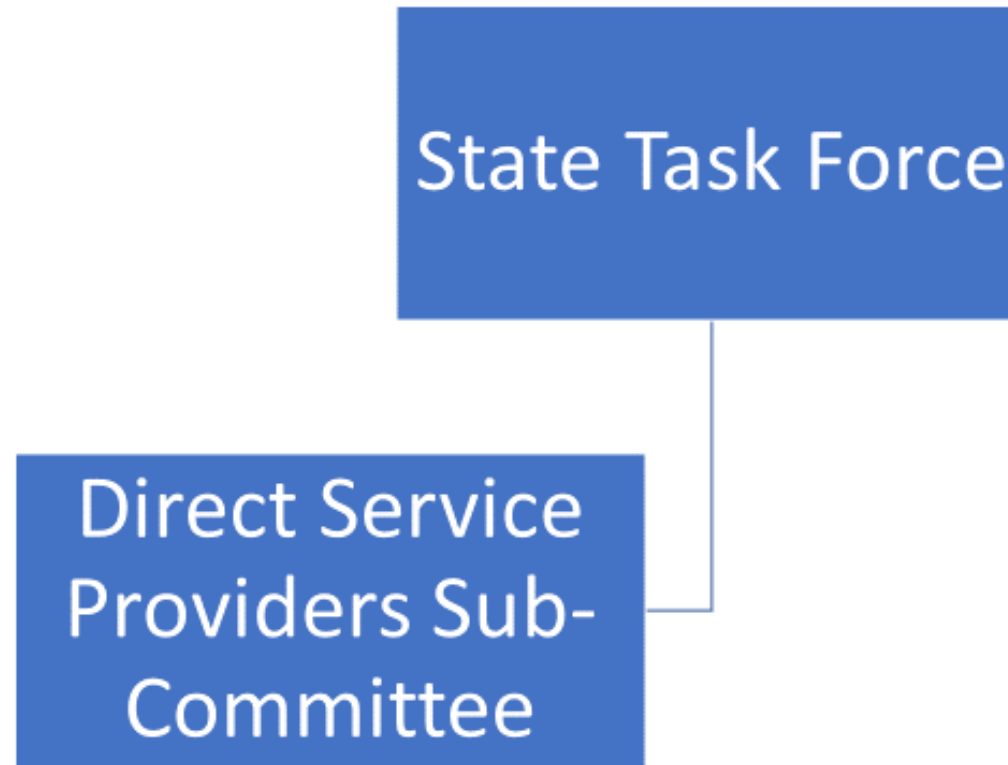 State Task Force
Direct Service
Providers Sub-
Committee